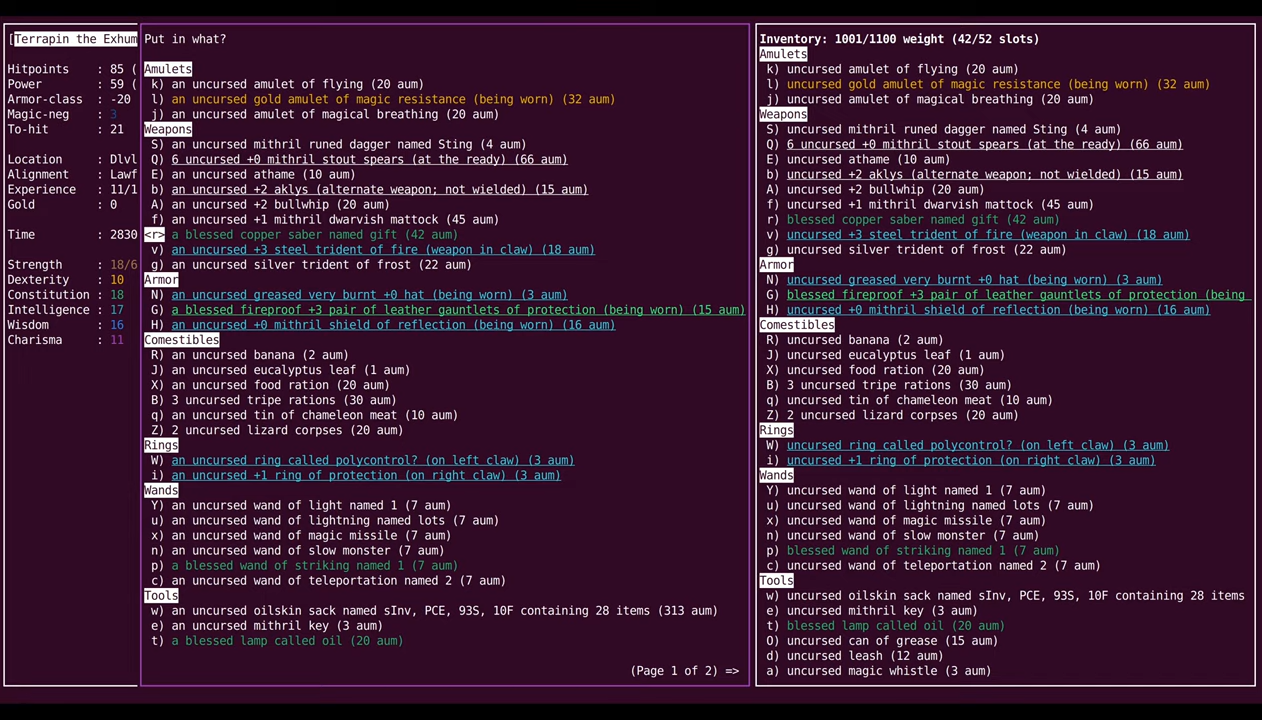 [Terrapin the Exhum
Hitpoints : 85 (
Power : 59 (
Armor-class : -20
Magic-neg : 3
To-hit : 21
Location : Dlvl
Alignment : Lawf
Experience : 11/1
Gold : 0
Time : 2830
Strength : 18/6
Dexterity : 10
Constitution : 18
Intelligence : 17
Wisdom : 16
Charisma : 11
Put in what?
Amulets
k) an uncursed amulet of flying (20 aum)
l) an uncursed gold amulet of magic resistance (being worn) (32 aum)
j) an uncursed amulet of magical breathing (20 aum)
Weapons
S) an uncursed mithril runed dagger named Sting (4 aum)
Q) 6 uncursed +0 mithril stout spears (at the ready) (66 aum)
E) an uncursed athame (10 aum)
b) an uncursed +2 aklys (alternate weapon; not wielded) (15 aum)
A) an uncursed +2 bullwhip (20 aum)
f) an uncursed +1 mithril dwarvish mattock (45 aum)
<r> a blessed copper saber named gift (42 aum)
v) an uncursed +3 steel trident of fire (weapon in claw) (18 aum)
g) an uncursed silver trident of frost (22 aum)
Armor
N) an uncursed greased very burnt +0 hat (being worn) (3 aum)
G) a blessed fireproof +3 pair of leather gauntlets of protection (being worn) (15 aum)
H) an uncursed +0 mithril shield of reflection (being worn) (16 aum)
Comestibles
R) an uncursed banana (2 aum)
J) an uncursed eucalyptus leaf (1 aum)
X) an uncursed food ration (20 aum)
B) 3 uncursed tripe rations (30 aum)
q) an uncursed tin of chameleon meat (10 aum)
Z) 2 uncursed lizard corpses (20 aum)
Rings
W) an uncursed ring called polycontrol? (on left claw) (3 aum)
i) an uncursed +1 ring of protection (on right claw) (3 aum)
Wands
Y) an uncursed wand of light named 1 (7 aum)
u) an uncursed wand of lightning named lots (7 aum)
x) an uncursed wand of magic missile (7 aum)
n) an uncursed wand of slow monster (7 aum)
p) a blessed wand of striking named 1 (7 aum)
c) an uncursed wand of teleportation named 2 (7 aum)
Tools
w) an uncursed oilskin sack named sInv, PCE, 93S, 10F containing 28 items (313 aum)
e) an uncursed mithril key (3 aum)
t) a blessed lamp called oil (20 aum)
(Page 1 of 2) =>
Inventory: 1001/1100 weight (42/52 slots)
Amulets
k) uncursed amulet of flying (20 aum)
l) uncursed gold amulet of magic resistance (being worn) (32 aum)
j) uncursed amulet of magical breathing (20 aum)
Weapons
S) uncursed mithril runed dagger named Sting (4 aum)
Q) 6 uncursed +0 mithril stout spears (at the ready) (66 aum)
E) uncursed athame (10 aum)
b) uncursed +2 aklys (alternate weapon; not wielded) (15 aum)
A) uncursed +2 bullwhip (20 aum)
f) uncursed +1 mithril dwarvish mattock (45 aum)
r) blessed copper saber named gift (42 aum)
v) uncursed +3 steel trident of fire (weapon in claw) (18 aum)
g) uncursed silver trident of frost (22 aum)
Armor
N) uncursed greased very burnt +0 hat (being worn) (3 aum)
G) blessed fireproof +3 pair of leather gauntlets of protection (being
H) uncursed +0 mithril shield of reflection (being worn) (16 aum)
Comestibles
R) uncursed banana (2 aum)
J) uncursed eucalyptus leaf (1 aum)
X) uncursed food ration (20 aum)
B) 3 uncursed tripe rations (30 aum)
q) uncursed tin of chameleon meat (10 aum)
Z) 2 uncursed lizard corpses (20 aum)
Rings
W) uncursed ring called polycontrol? (on left claw) (3 aum)
i) uncursed +1 ring of protection (on right claw) (3 aum)
Wands
Y) uncursed wand of light named 1 (7 aum)
u) uncursed wand of lightning named lots (7 aum)
x) uncursed wand of magic missile (7 aum)
n) uncursed wand of slow monster (7 aum)
p) blessed wand of striking named 1 (7 aum)
c) uncursed wand of teleportation named 2 (7 aum)
Tools
w) uncursed oilskin sack named sInv, PCE, 93S, 10F containing 28 items
e) uncursed mithril key (3 aum)
t) blessed lamp called oil (20 aum)
O) uncursed can of grease (15 aum)
d) uncursed leash (12 aum)
a) uncursed magic whistle (3 aum)